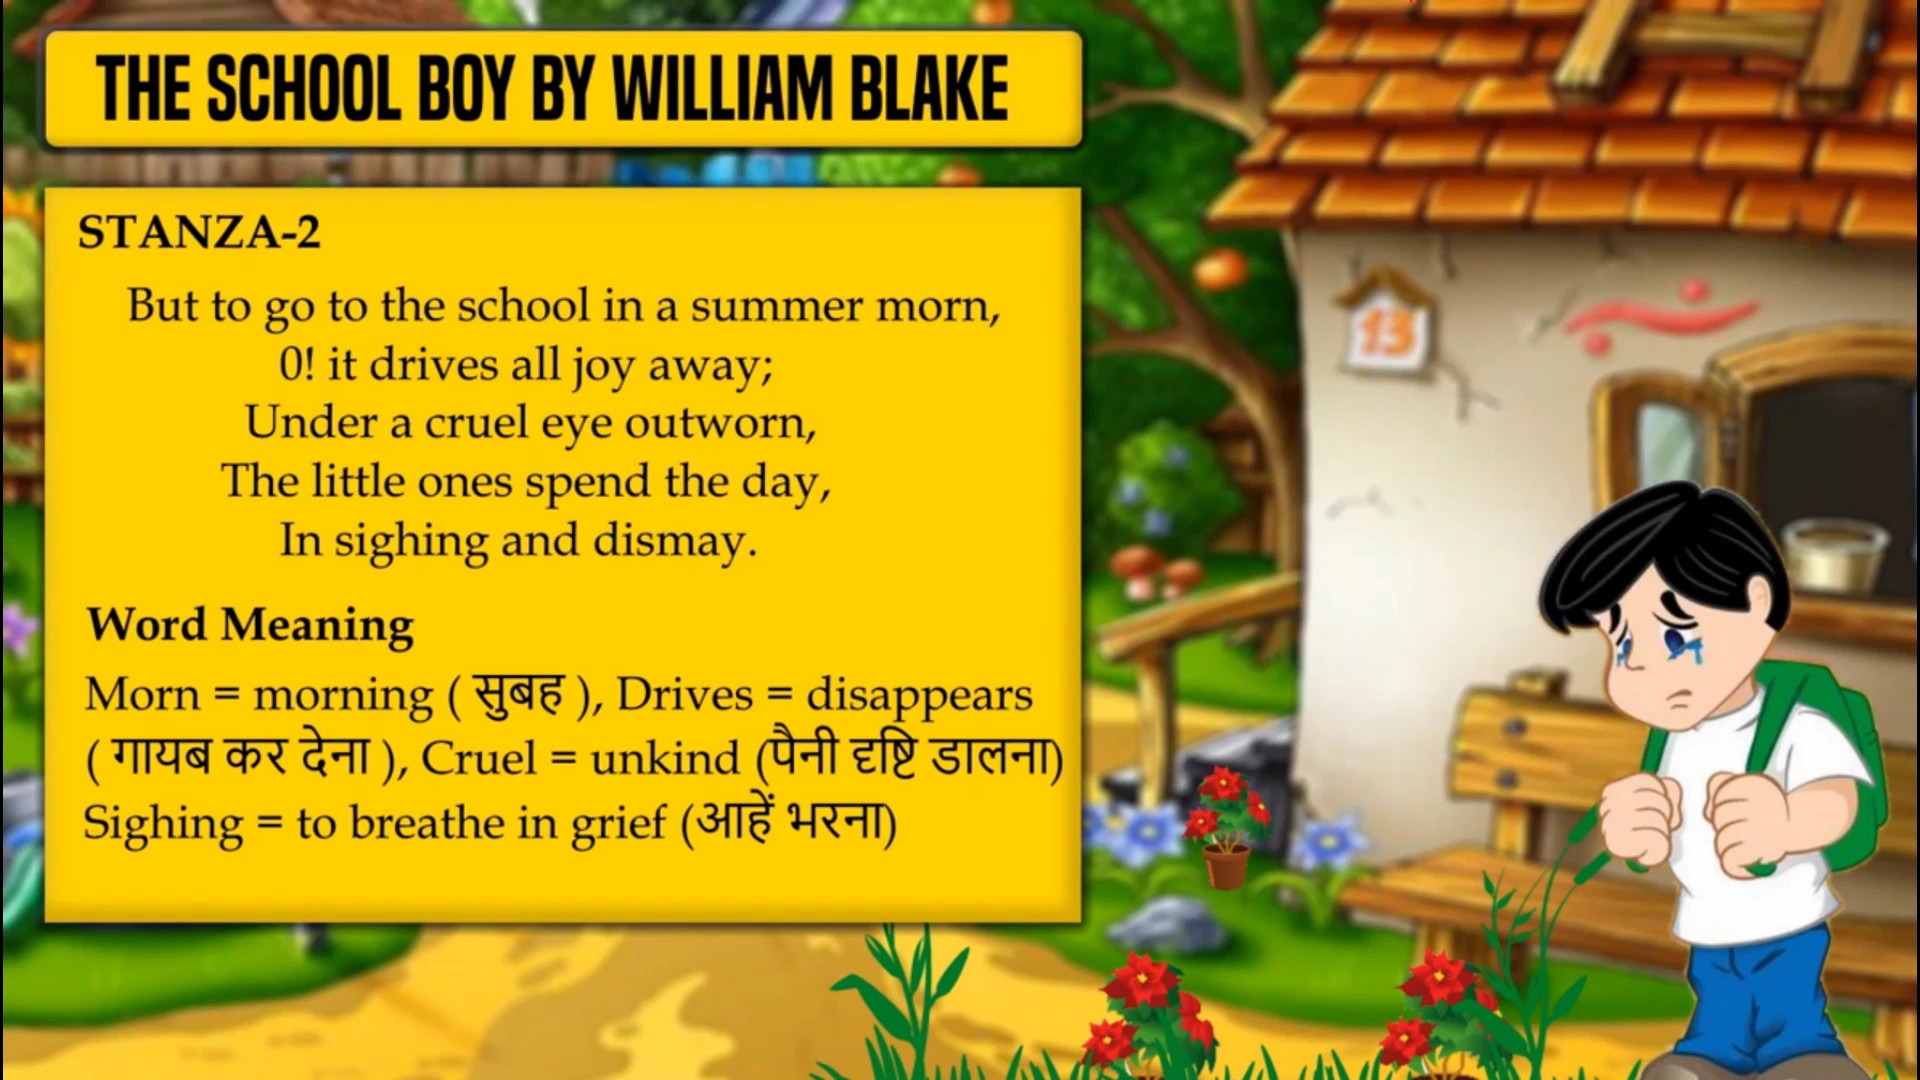 THE SCHOOL BOY BY WILLIAM BLAKE
STANZA-2
But to go to the school in a summer morn,
0! it drives all joy away;
Under a cruel eye outworn,
The little ones spend the day,
In sighing and dismay.
Word Meaning
Morn = morning ( सुबह ), Drives = disappears
( गायब कर देना ), Cruel = unkind (पैनी दृष्टि डालना)
Sighing = to breathe in grief (आहें भरना)
13